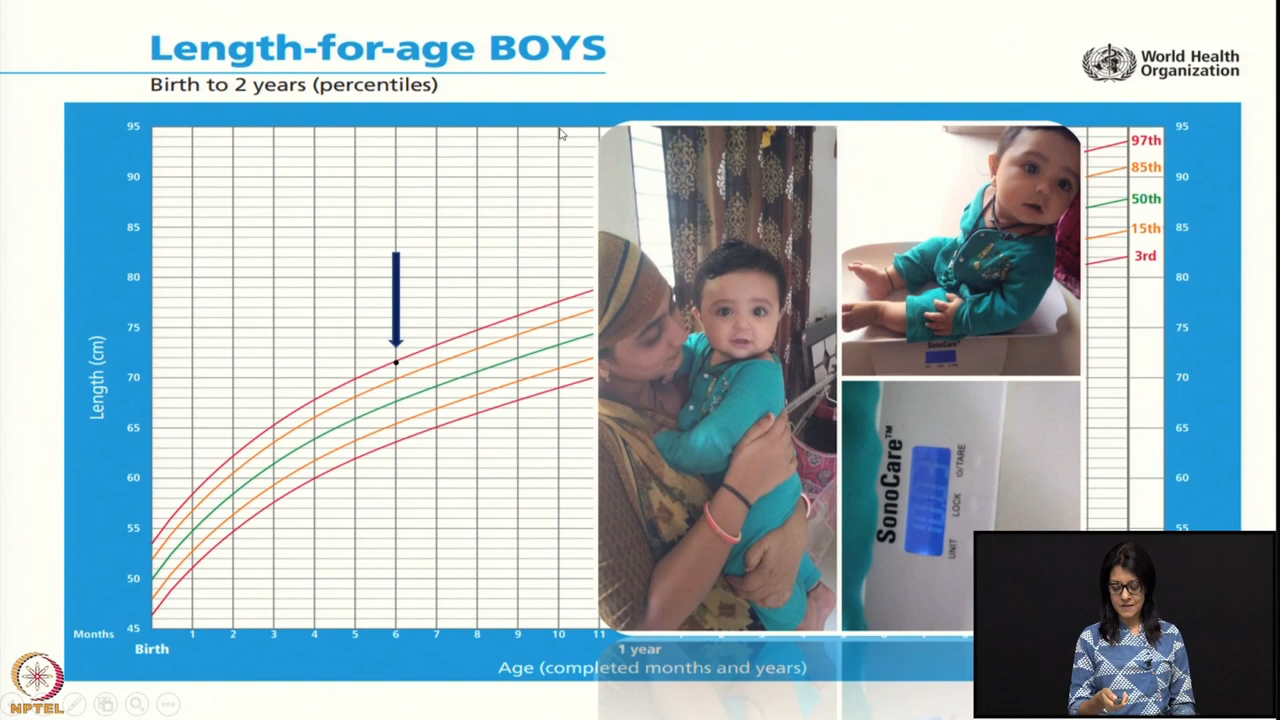 Length-for-age BOYS
Birth to 2 years (percentiles)
World Health
Organization
95
90
85
80
75
70
65
60
55
50
45
Length (cm)
Months
1
2
3
4
5
6
7
8
9
10
11
Birth
1 year
Age (completed months and years)
97th
85th
50th
15th
3rd
95
90
85
80
75
70
65
60
55
SonoCare™
SonoCare™
UNIT
LOCK
/TARE
NPTEL